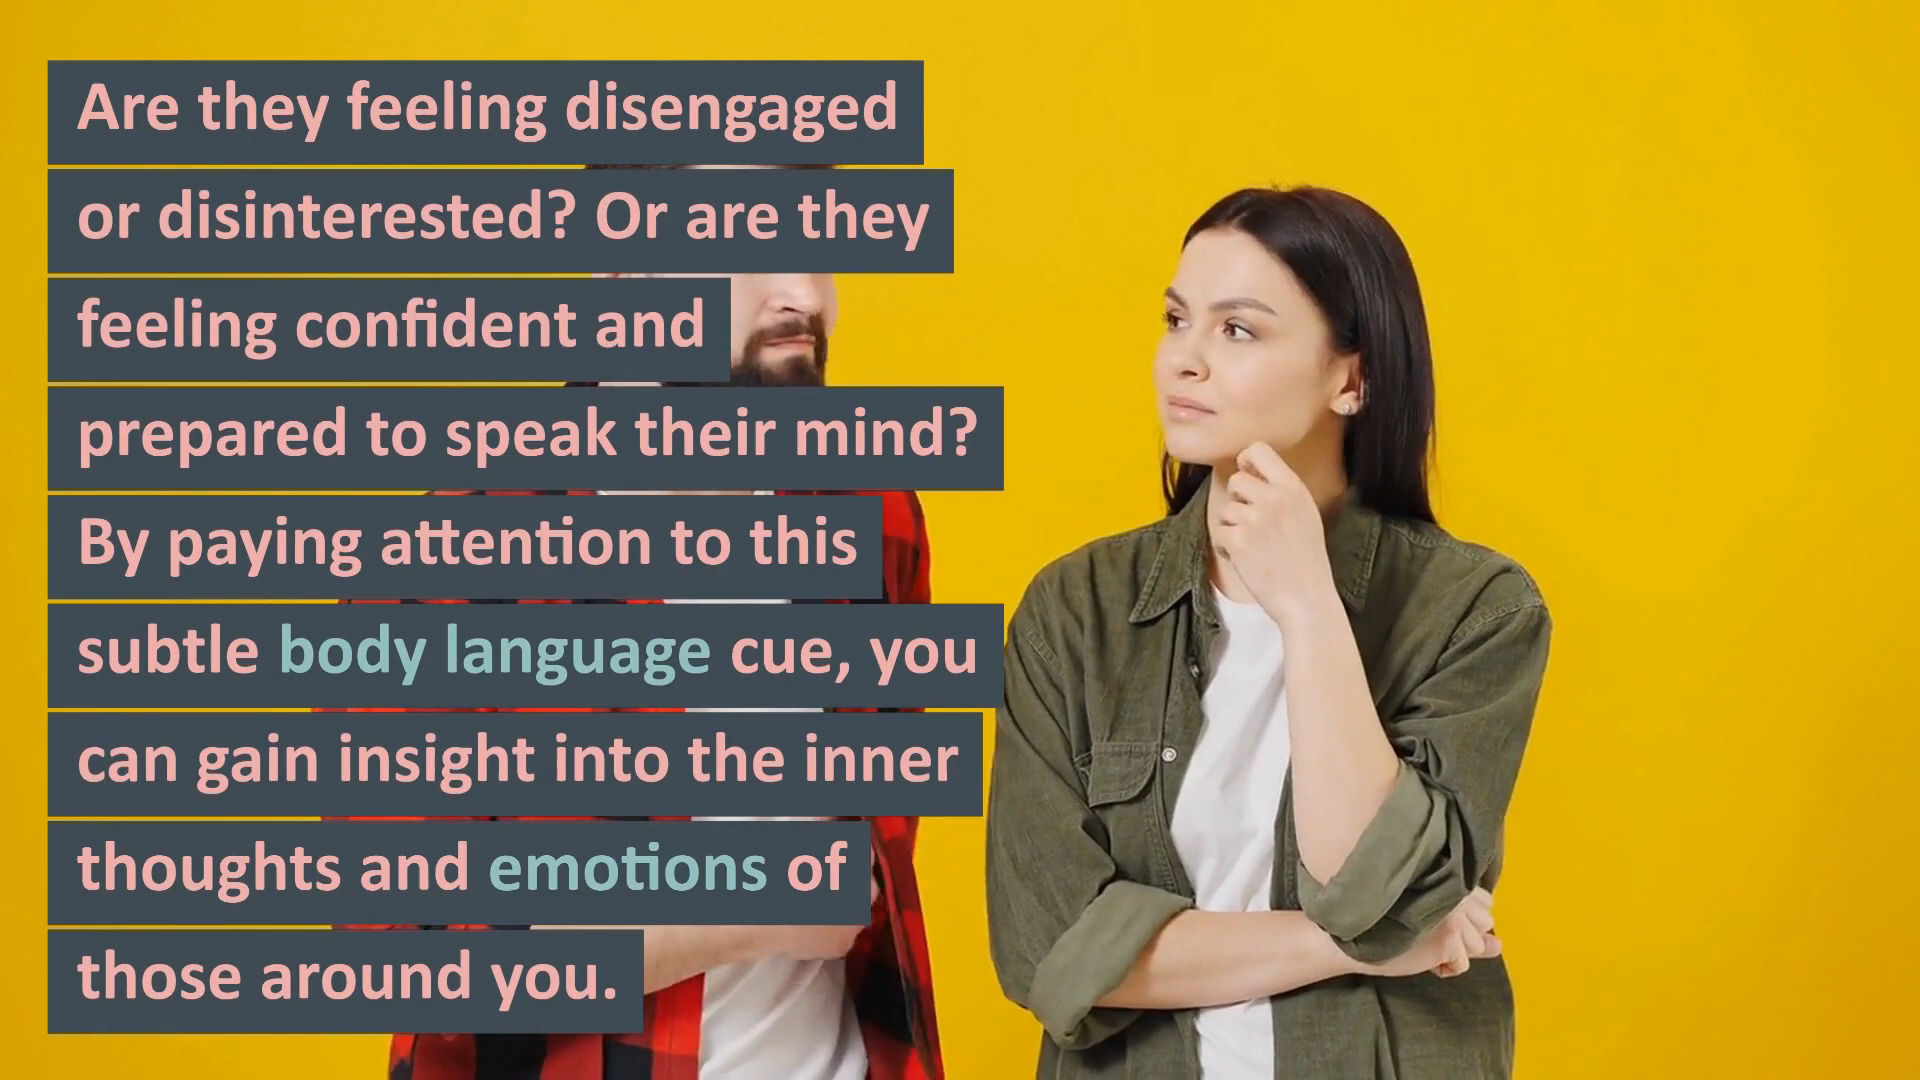 Are they feeling disengaged
or disinterested? Or are they
feeling confident and
prepared to speak their mind?
By paying attention to this
subtle body language cue, you
can gain insight into the inner
thoughts and emotions of
those around you.